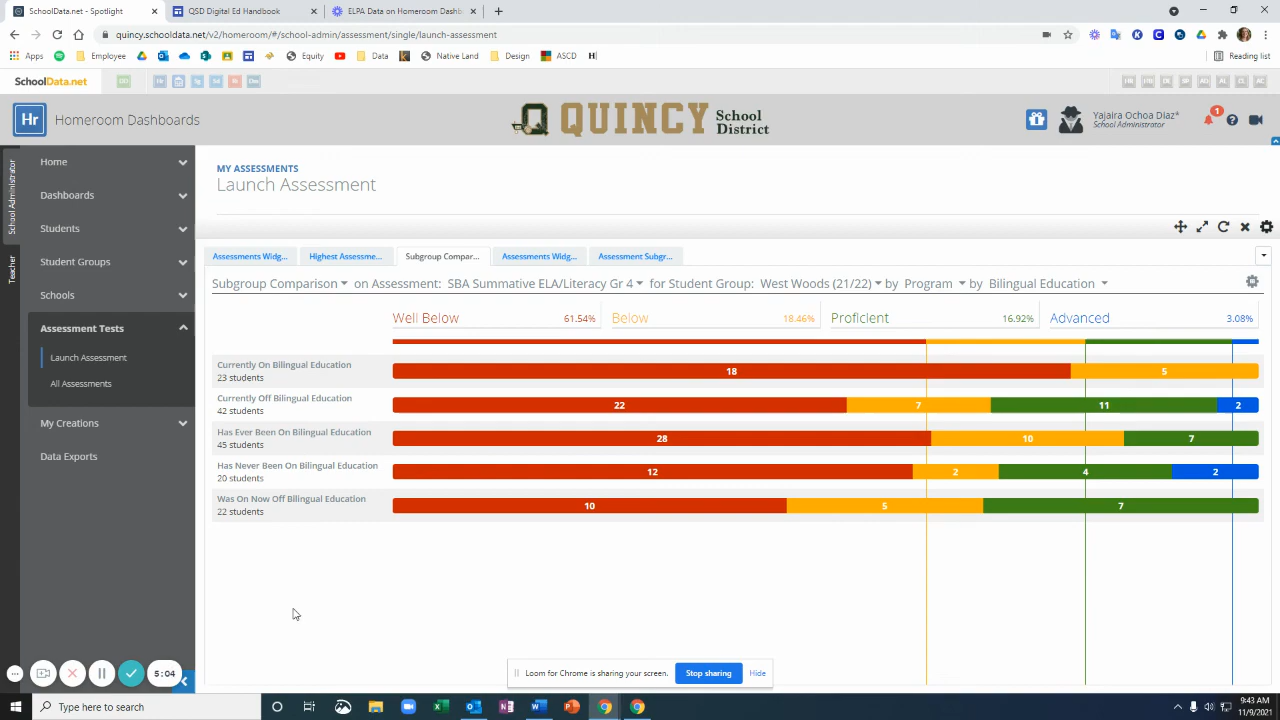 SchoolData.net - Spotlight
QSD Digital Ed Handbook
ELPA Data on Homeroom Dashb
quincy.schooldata.net/v2/homeroom/#/school-admin/assessment/single/launch-assessment
Apps Employee Equity Data Native Land Design ASCD Reading list
SchoolData.net
Hr Homeroom Dashboards
QUINCY School District
Yajaira Ochoa Diaz*
School Administrator
1
School Administrator
Teacher
Home
Dashboards
Students
Student Groups
Schools
Assessment Tests
Launch Assessment
All Assessments
My Creations
Data Exports
MY ASSESSMENTS
Launch Assessment
Assessments Widg... Highest Assessme... Subgroup Compar... Assessments Widg... Assessment Subgr...
Subgroup Comparison on Assessment: SBA Summative ELA/Literacy Gr 4 for Student Group: West Woods (21/22) by Program by Bilingual Education
Well Below 61.54% Below 18.46% Proficient 16.92% Advanced 3.08%
Currently On Bilingual Education
23 students
18 5
Currently Off Bilingual Education
42 students
22 7 11 2
Has Ever Been On Bilingual Education
45 students
28 10 7
Has Never Been On Bilingual Education
20 students
12 2 4 2
Was On Now Off Bilingual Education
22 students
10 5 7
5:04
Loom for Chrome is sharing your screen. Stop sharing Hide
Type here to search
9:43 AM
11/9/2021